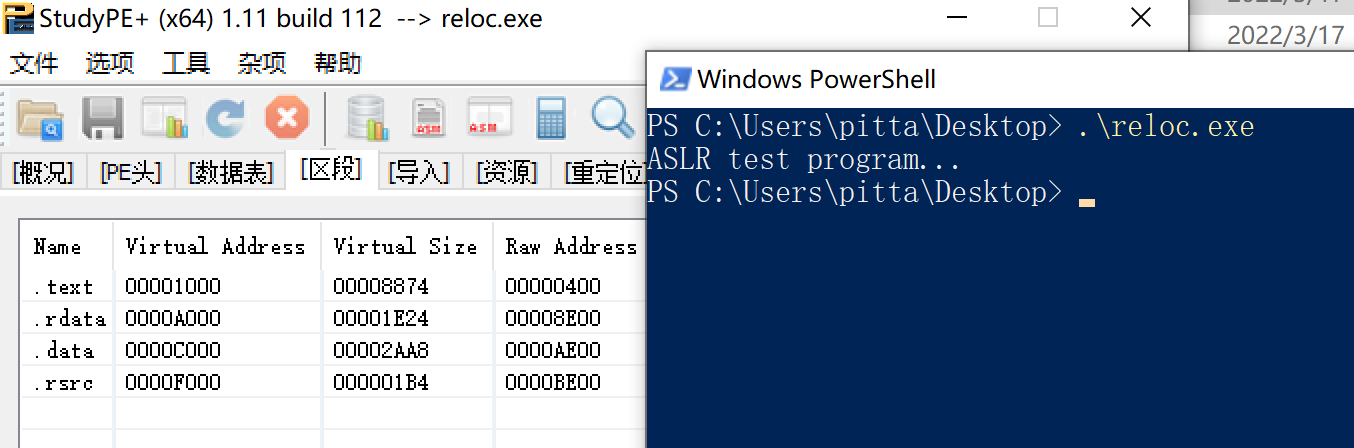 StudyPE+ (x64) 1.11 build 112 --> reloc.exe
2022/3/17
文件 选项 工具 杂项 帮助
ASM
ASM
[概况] [PE头] [数据表] [区段] [导入] [资源] [重定位
Name Virtual Address Virtual Size Raw Address
.text 00001000 00008874 00000400
.rdata 0000A000 00001E24 00008E00
.data 0000C000 00002AA8 0000AE00
.rsrc 0000F000 000001B4 0000BE00
Windows PowerShell
PS C:\Users\pitta\Desktop> .\reloc.exe
ASLR test program...
PS C:\Users\pitta\Desktop>